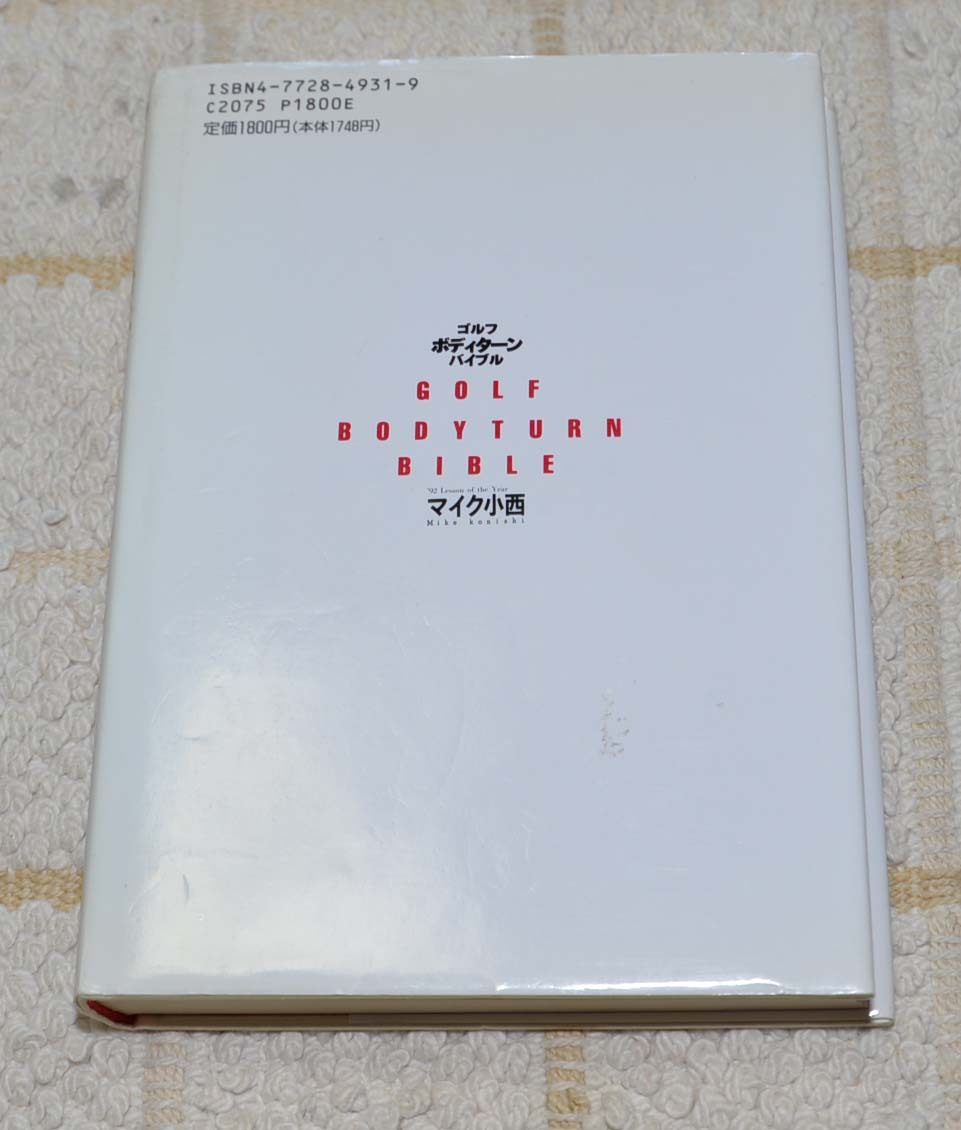 ISBN4-7728-4931-9
C2075 P1800E
定価1800円(本体1748円)
ゴルフ
ボディターン
バイブル
GOLF
BODYTURN
BIBLE
'92 Lesson of the Year
マイク小西
Mike konishi